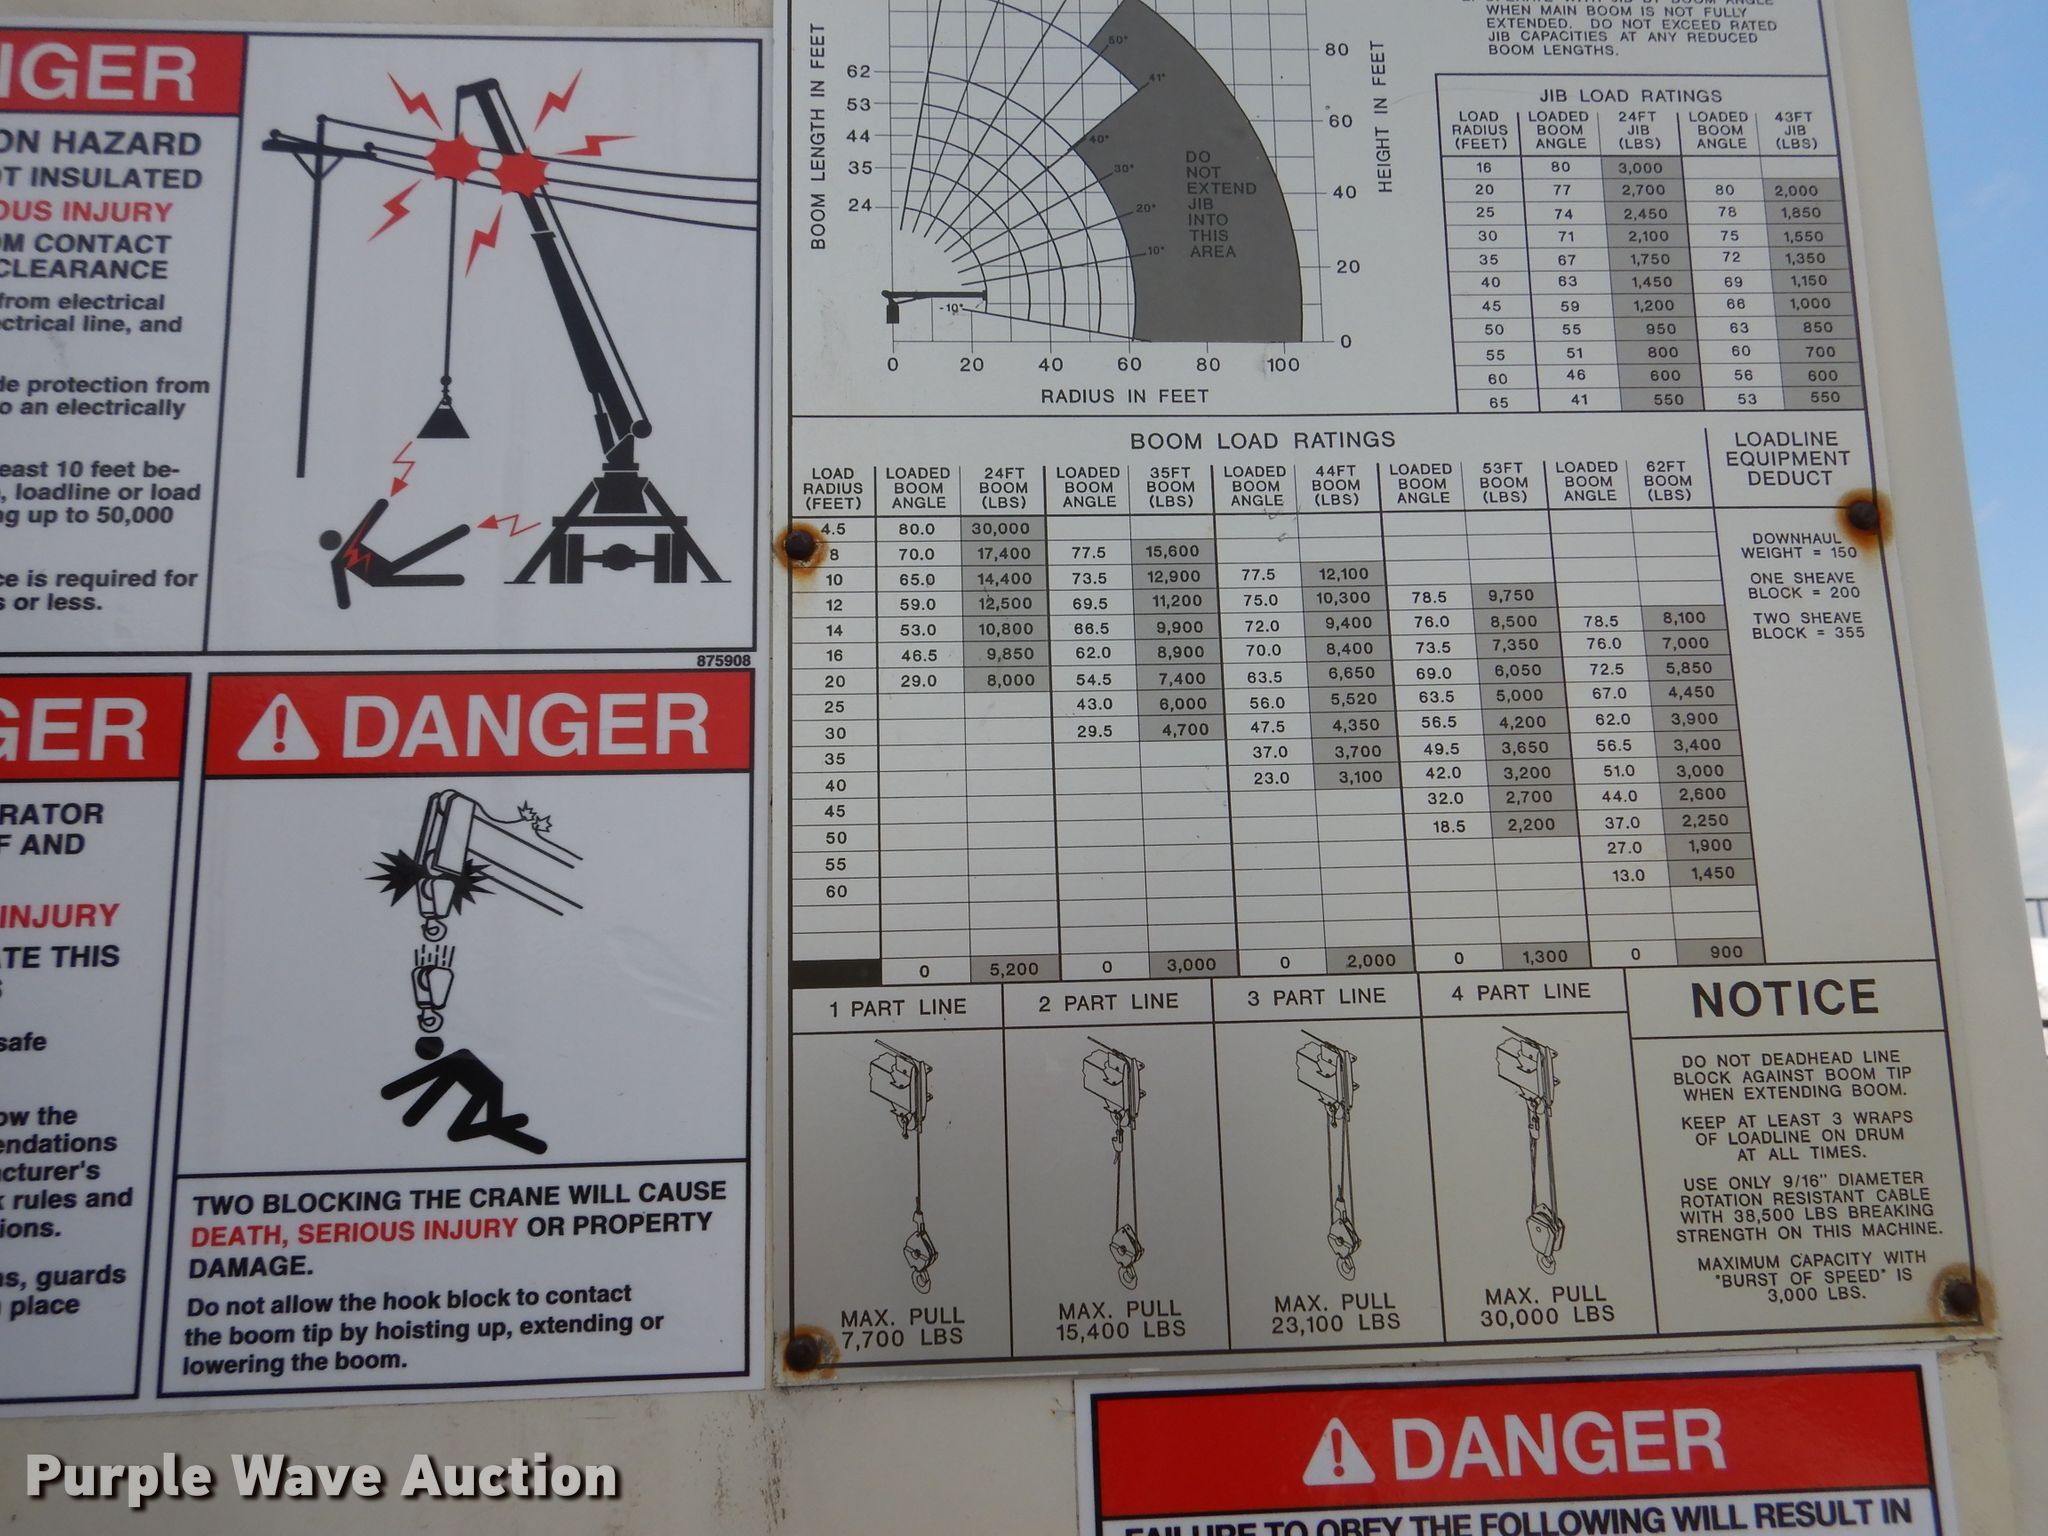 NGER
ON HAZARD
OT INSULATED
OUS INJURY
OM CONTACT
CLEARANCE
from electrical
ectrical line, and
de protection from
o an electrically
east 10 feet be-
, loadline or load
ng up to 50,000
ce is required for
s or less.
875908
GER
RATOR
F AND
INJURY
ATE THIS
S
safe
ow the
endations
acturer's
k rules and
ions.
ns, guards
place
DANGER
TWO BLOCKING THE CRANE WILL CAUSE
DEATH, SERIOUS INJURY OR PROPERTY
DAMAGE.
Do not allow the hook block to contact
the boom tip by hoisting up, extending or
lowering the boom.
BOOM LENGTH IN FEET
62
53
44
35
24
50°
41°
40°
30°
20°
10°
-10°
DO
NOT
EXTEND
JIB
INTO
THIS
AREA
80
60
40
20
0
HEIGHT IN FEET
0 20 40 60 80 100
RADIUS IN FEET
OPERATE WITH JIB BY BOOM ANGLE
WHEN MAIN BOOM IS NOT FULLY
EXTENDED. DO NOT EXCEED RATED
JIB CAPACITIES AT ANY REDUCED
BOOM LENGTHS.
JIB LOAD RATINGS
LOAD LOADED 24FT LOADED 43FT
RADIUS BOOM JIB BOOM JIB
(FEET) ANGLE (LBS) ANGLE (LBS)
16 80 3,000
20 77 2,700 80 2,000
25 74 2,450 78 1,850
30 71 2,100 75 1,550
35 67 1,750 72 1,350
40 63 1,450 69 1,150
45 59 1,200 66 1,000
50 55 950 63 850
55 51 800 60 700
60 46 600 56 600
65 41 550 53 550
BOOM LOAD RATINGS
LOAD LOADED 24FT LOADED 35FT LOADED 44FT LOADED 53FT LOADED 62FT
RADIUS BOOM BOOM BOOM BOOM BOOM BOOM BOOM BOOM BOOM BOOM
(FEET) ANGLE (LBS) ANGLE (LBS) ANGLE (LBS) ANGLE (LBS) ANGLE (LBS)
4.5 80.0 30,000
8 70.0 17,400 77.5 15,600
10 65.0 14,400 73.5 12,900 77.5 12,100
12 59.0 12,500 69.5 11,200 75.0 10,300 78.5 9,750
14 53.0 10,800 66.5 9,900 72.0 9,400 76.0 8,500 78.5 8,100
16 46.5 9,850 62.0 8,900 70.0 8,400 73.5 7,350 76.0 7,000
20 29.0 8,000 54.5 7,400 63.5 6,650 69.0 6,050 72.5 5,850
25 43.0 6,000 56.0 5,520 63.5 5,000 67.0 4,450
30 29.5 4,700 47.5 4,350 56.5 4,200 62.0 3,900
35 37.0 3,700 49.5 3,650 56.5 3,400
40 23.0 3,100 42.0 3,200 51.0 3,000
45 32.0 2,700 44.0 2,600
50 18.5 2,200 37.0 2,250
55 27.0 1,900
60 13.0 1,450
0 5,200 0 3,000 0 2,000 0 1,300 0 900
LOADLINE
EQUIPMENT
DEDUCT
DOWNHAUL
WEIGHT = 150
ONE SHEAVE
BLOCK = 200
TWO SHEAVE
BLOCK = 355
1 PART LINE
MAX. PULL
7,700 LBS
2 PART LINE
MAX. PULL
15,400 LBS
3 PART LINE
MAX. PULL
23,100 LBS
4 PART LINE
MAX. PULL
30,000 LBS
NOTICE
DO NOT DEADHEAD LINE
BLOCK AGAINST BOOM TIP
WHEN EXTENDING BOOM.
KEEP AT LEAST 3 WRAPS
OF LOADLINE ON DRUM
AT ALL TIMES.
USE ONLY 9/16" DIAMETER
ROTATION RESISTANT CABLE
WITH 38,500 LBS BREAKING
STRENGTH ON THIS MACHINE.
MAXIMUM CAPACITY WITH
"BURST OF SPEED" IS
3,000 LBS.
DANGER
FAILURE TO OBEY THE FOLLOWING WILL RESULT IN
Purple Wave Auction